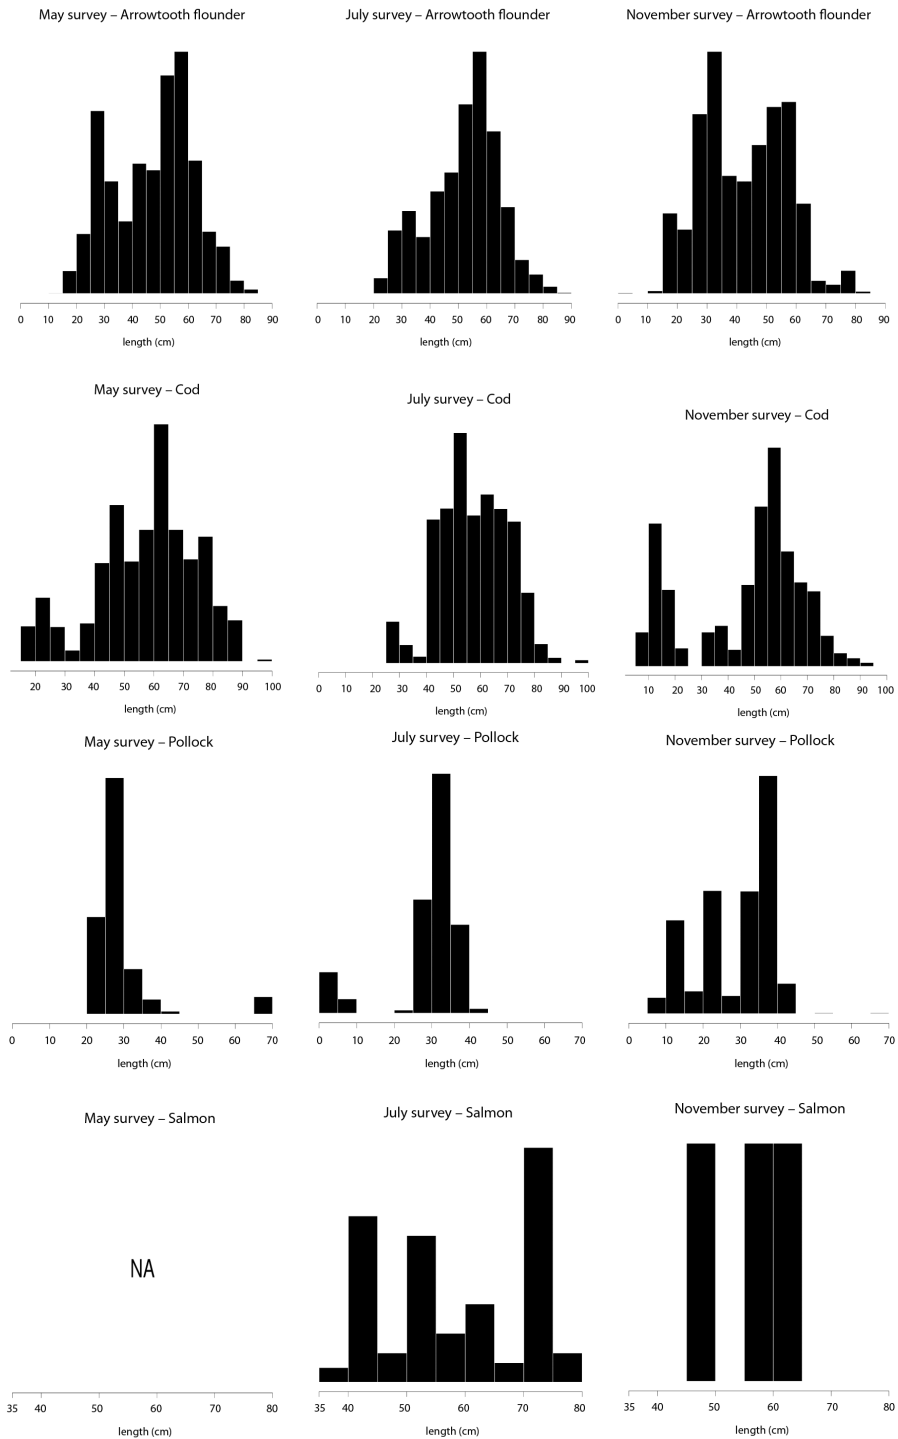 May survey – Arrowtooth flounder
July survey – Arrowtooth flounder
November survey – Arrowtooth flounder
0 10 20 30 40 50 60 70 80 90
0 10 20 30 40 50 60 70 80 90
0 10 20 30 40 50 60 70 80 90
length (cm)
length (cm)
length (cm)
May survey – Cod
July survey – Cod
November survey – Cod
20 30 40 50 60 70 80 90 100
0 10 20 30 40 50 60 70 80 90 100
10 20 30 40 50 60 70 80 90 100
length (cm)
length (cm)
length (cm)
May survey – Pollock
July survey – Pollock
November survey – Pollock
0 10 20 30 40 50 60 70
0 10 20 30 40 50 60 70
0 10 20 30 40 50 60 70
length (cm)
length (cm)
length (cm)
May survey – Salmon
July survey – Salmon
November survey – Salmon
NA
35 40 50 60 70 80
35 40 50 60 70 80
35 40 50 60 70 80
length (cm)
length (cm)
length (cm)